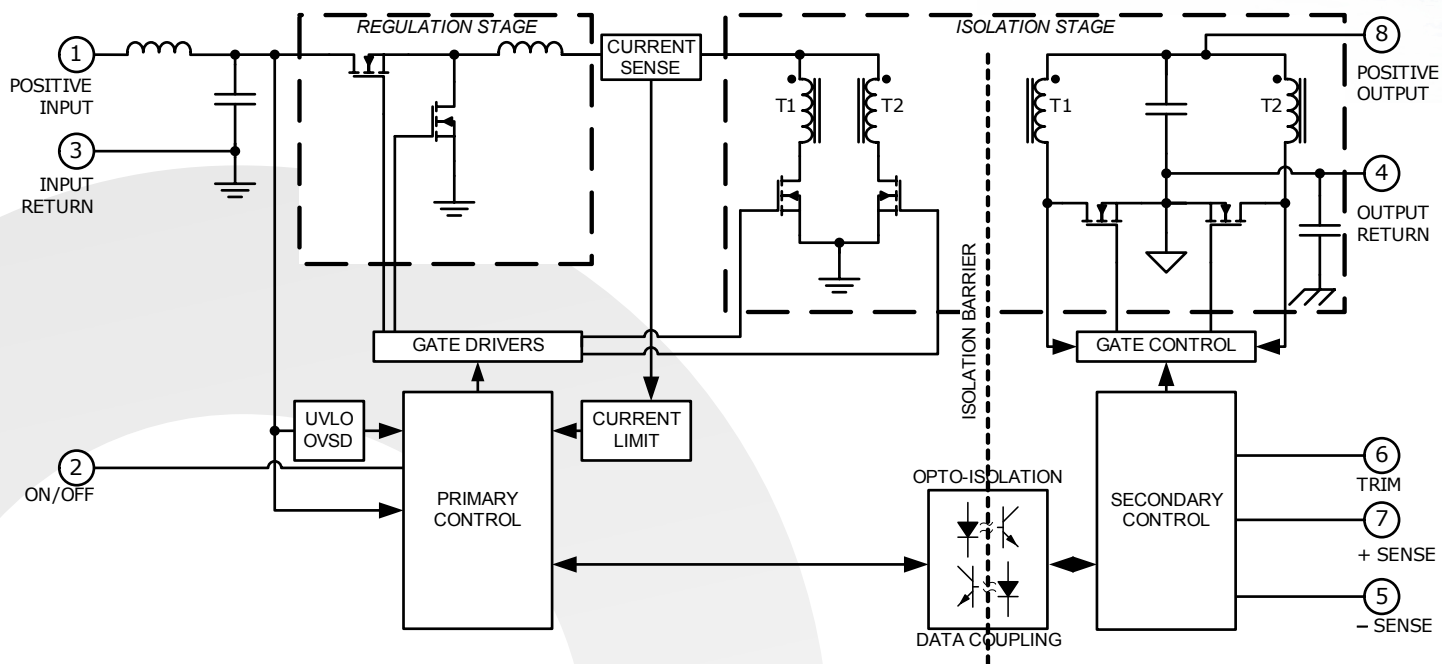 REGULATION STAGE
ISOLATION STAGE
1
POSITIVE
INPUT
CURRENT
SENSE
8
POSITIVE
OUTPUT
T1
T2
T1
T2
3
INPUT
RETURN
4
OUTPUT
RETURN
ISOLATION BARRIER
GATE DRIVERS
GATE CONTROL
UVLO
OVSD
CURRENT
LIMIT
2
ON/OFF
PRIMARY
CONTROL
OPTO-ISOLATION
DATA COUPLING
SECONDARY
CONTROL
6
TRIM
7
+ SENSE
5
– SENSE